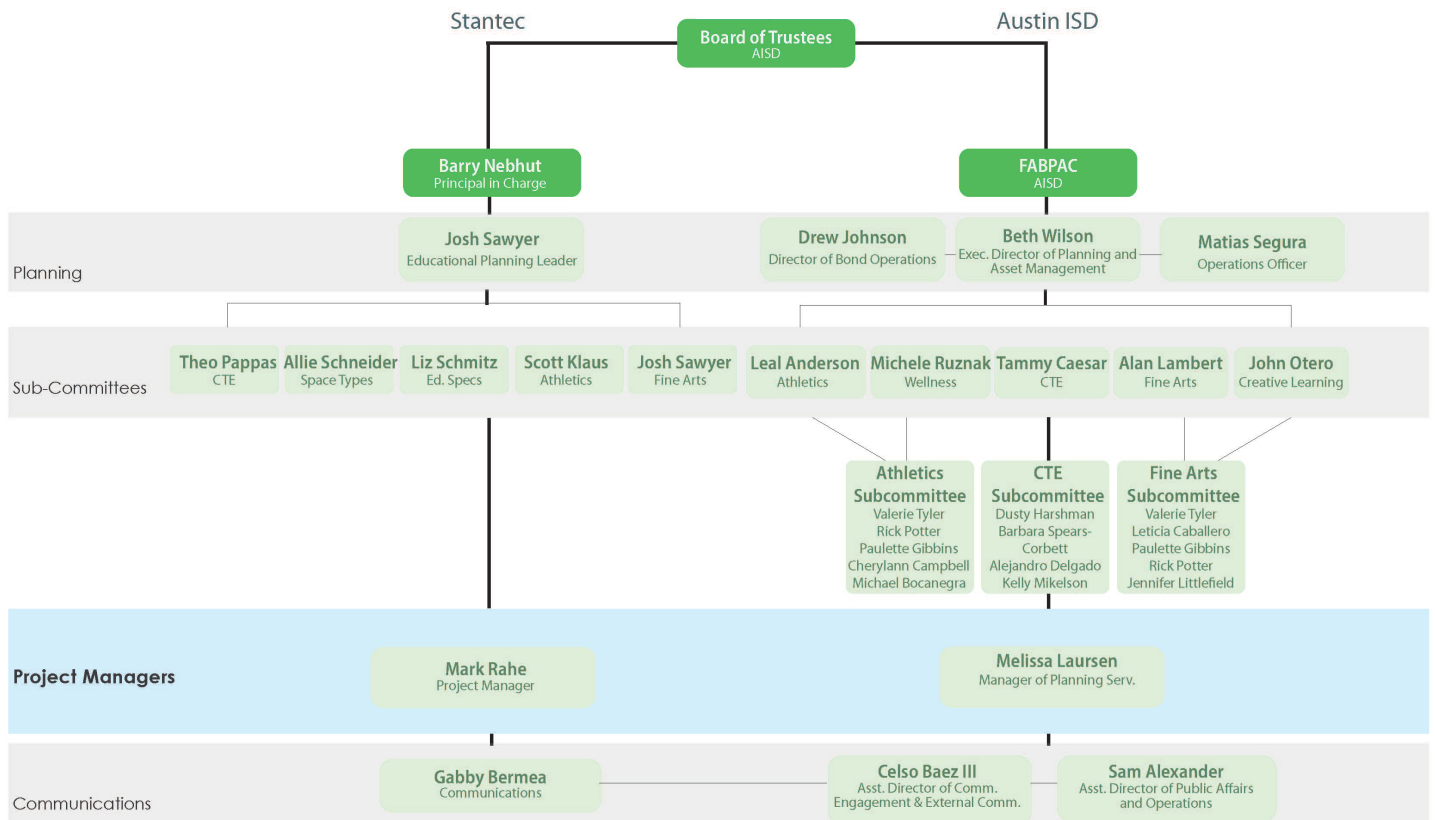 Stantec
Austin ISD
Board of Trustees
AISD
Barry Nebhut
Principal in Charge
FABPAC
AISD
Planning
Josh Sawyer
Educational Planning Leader
Drew Johnson
Director of Bond Operations
Beth Wilson
Exec. Director of Planning and
Asset Management
Matias Segura
Operations Officer
Sub-Committees
Theo Pappas
CTE
Allie Schneider
Space Types
Liz Schmitz
Ed. Specs
Scott Klaus
Athletics
Josh Sawyer
Fine Arts
Leal Anderson
Athletics
Michele Ruznak
Wellness
Tammy Caesar
CTE
Alan Lambert
Fine Arts
John Otero
Creative Learning
Athletics
Subcommittee
Valerie Tyler
Rick Potter
Paulette Gibbins
Cherylann Campbell
Michael Bocanegra
CTE
Subcommittee
Dusty Harshman
Barbara Spears-
Corbett
Alejandro Delgado
Kelly Mikelson
Fine Arts
Subcommittee
Valerie Tyler
Leticia Caballero
Paulette Gibbins
Rick Potter
Jennifer Littlefield
Project Managers
Mark Rahe
Project Manager
Melissa Laursen
Manager of Planning Serv.
Communications
Gabby Bermea
Communications
Celso Baez III
Asst. Director of Comm.
Engagement & External Comm.
Sam Alexander
Asst. Director of Public Affairs
and Operations